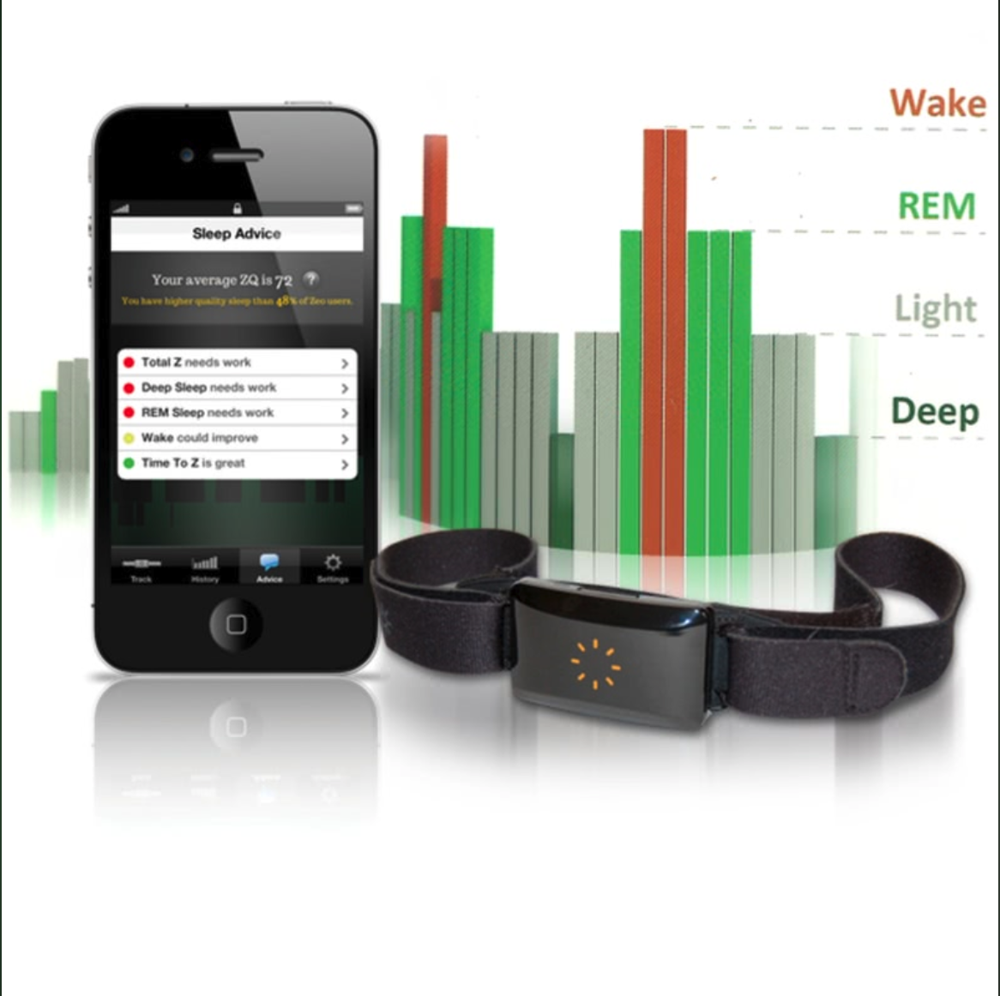 Sleep Advice
Your average ZQ is 72 ?
You have higher quality sleep than 48% of Zeo users.
Total Z needs work
Deep Sleep needs work
REM Sleep needs work
Wake could improve
Time To Z is great
Track
History
Advice
Settings
Wake
REM
Light
Deep